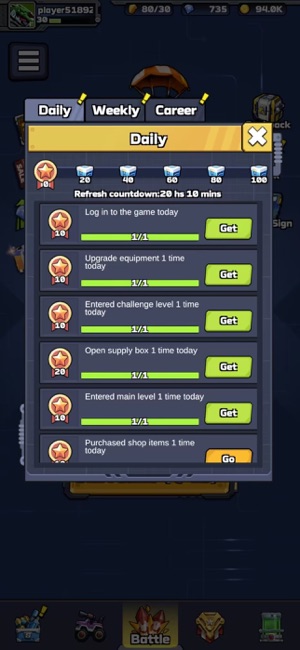 player51892
30
80/30
735
94.0K
Daily
Weekly
Career
Daily
20
40
60
80
100
Refresh countdown:20 hs 10 mins
Log in to the game today
10
1/1
Get
Upgrade equipment 1 time
today
10
1/1
Get
Entered challenge level 1 time
today
10
1/1
Get
Open supply box 1 time today
20
1/1
Get
Entered main level 1 time today
10
1/1
Get
Purchased shop items 1 time
today
Go
Sign
Battle